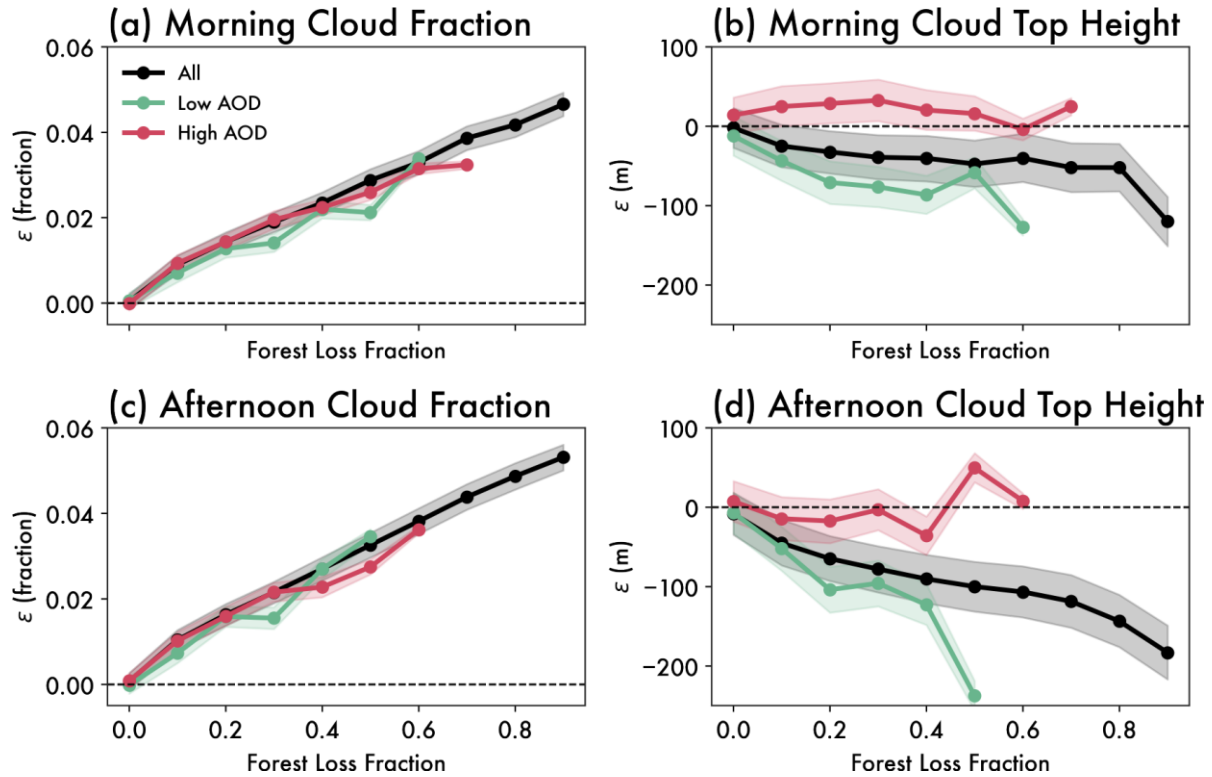 (a) Morning Cloud Fraction
0.06
0.04
0.02
0.00
ε (fraction)
All
Low AOD
High AOD
Forest Loss Fraction
(b) Morning Cloud Top Height
100
0
−100
−200
ε (m)
Forest Loss Fraction
(c) Afternoon Cloud Fraction
0.06
0.04
0.02
0.00
ε (fraction)
0.0 0.2 0.4 0.6 0.8
Forest Loss Fraction
(d) Afternoon Cloud Top Height
100
0
−100
−200
ε (m)
0.0 0.2 0.4 0.6 0.8
Forest Loss Fraction